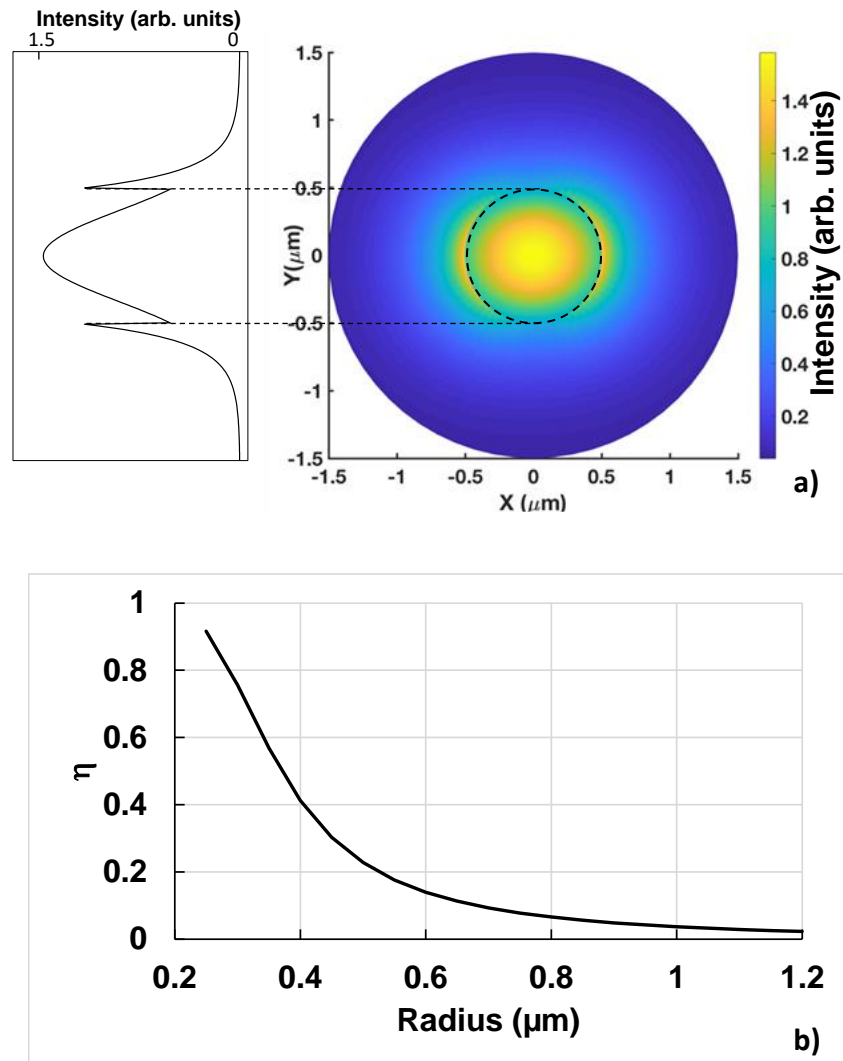 Intensity (arb. units)
1.5 0
1.5
1
0.5
0
-0.5
-1
-1.5
Y(μm)
-1.5 -1 -0.5 0 0.5 1 1.5
X (μm)
1.4
1.2
1
0.8
0.6
0.4
0.2
Intensity (arb. units)
a)
1
0.8
0.6
0.4
0.2
0
η
0.2 0.4 0.6 0.8 1 1.2
Radius (μm)
b)